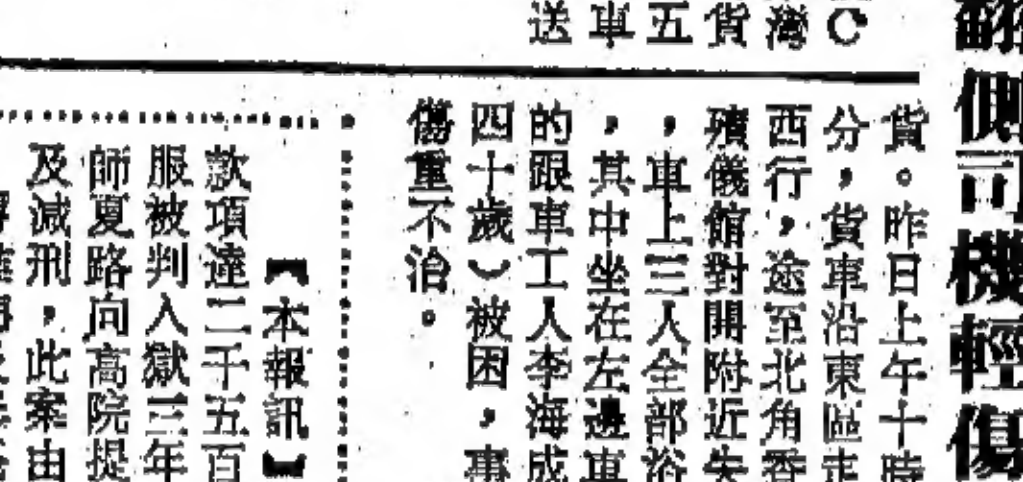 側司機輕傷
C
灣
貨
五
車
送
貨。昨日上午十時
分，貨車沿東區走
西行，途至北角香
殯儀館對開附近失
，車上三人全部浴
，其中坐在左邊車
的跟車工人李海成
四十歲）被困，事
傷重不治。
【本報訊】
款項達二千五百
服被判入獄三年
師夏路向高院提
及減刑，此案由